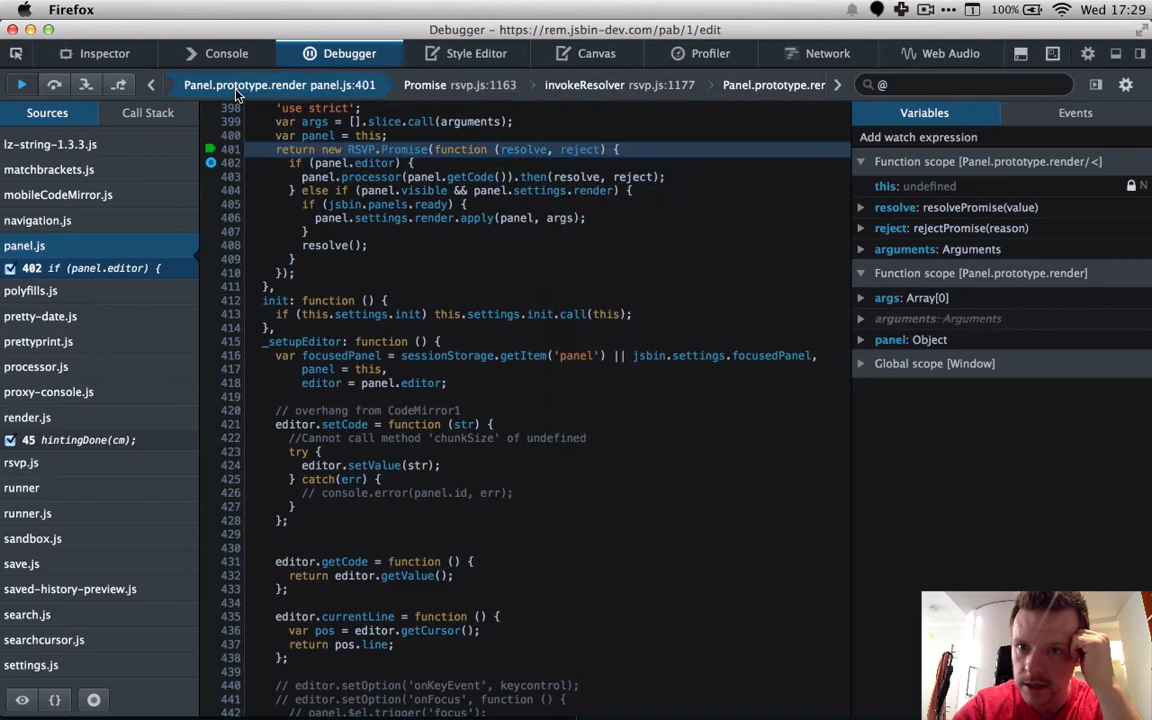 Firefox
1
100%
Wed 17:29
Debugger - https://rem.jsbin-dev.com/pab/1/edit
Inspector
Console
Debugger
Style Editor
Canvas
Profiler
Network
Web Audio
Panel.prototype.render panel.js:401
Promise rsvp.js:1163
invokeResolver rsvp.js:1177
Panel.prototype.rer
@
Sources
Call Stack
lz-string-1.3.3.js
matchbrackets.js
mobileCodeMirror.js
navigation.js
panel.js
402 if (panel.editor) {
polyfills.js
pretty-date.js
prettyprint.js
processor.js
proxy-console.js
render.js
45 hintingDone(cm);
rsvp.js
runner
runner.js
sandbox.js
save.js
saved-history-preview.js
search.js
searchcursor.js
settings.js
{}
398 'use strict';
399 var args = [].slice.call(arguments);
400 var panel = this;
401 return new RSVP.Promise(function (resolve, reject) {
402 if (panel.editor) {
403 panel.processor(panel.getCode()).then(resolve, reject);
404 } else if (panel.visible && panel.settings.render) {
405 if (jsbin.panels.ready) {
406 panel.settings.render.apply(panel, args);
407 }
408 resolve();
409 }
410 });
411 },
412 init: function () {
413 if (this.settings.init) this.settings.init.call(this);
414 },
415 _setupEditor: function () {
416 var focusedPanel = sessionStorage.getItem('panel') || jsbin.settings.focusedPanel,
417 panel = this,
418 editor = panel.editor;
419
420 // overhang from CodeMirror1
421 editor.setCode = function (str) {
422 //Cannot call method 'chunkSize' of undefined
423 try {
424 editor.setValue(str);
425 } catch(err) {
426 // console.error(panel.id, err);
427 }
428 };
429
430
431 editor.getCode = function () {
432 return editor.getValue();
433 };
434
435 editor.currentLine = function () {
436 var pos = editor.getCursor();
437 return pos.line;
438 };
439
440 // editor.setOption('onKeyEvent', keycontrol);
441 // editor.setOption('onFocus', function () {
442 // panel.$el.trigger('focus');
Variables
Events
Add watch expression
Function scope [Panel.prototype.render/<]
this: undefined
N
resolve: resolvePromise(value)
reject: rejectPromise(reason)
arguments: Arguments
Function scope [Panel.prototype.render]
args: Array[0]
arguments: Arguments
panel: Object
Global scope [Window]